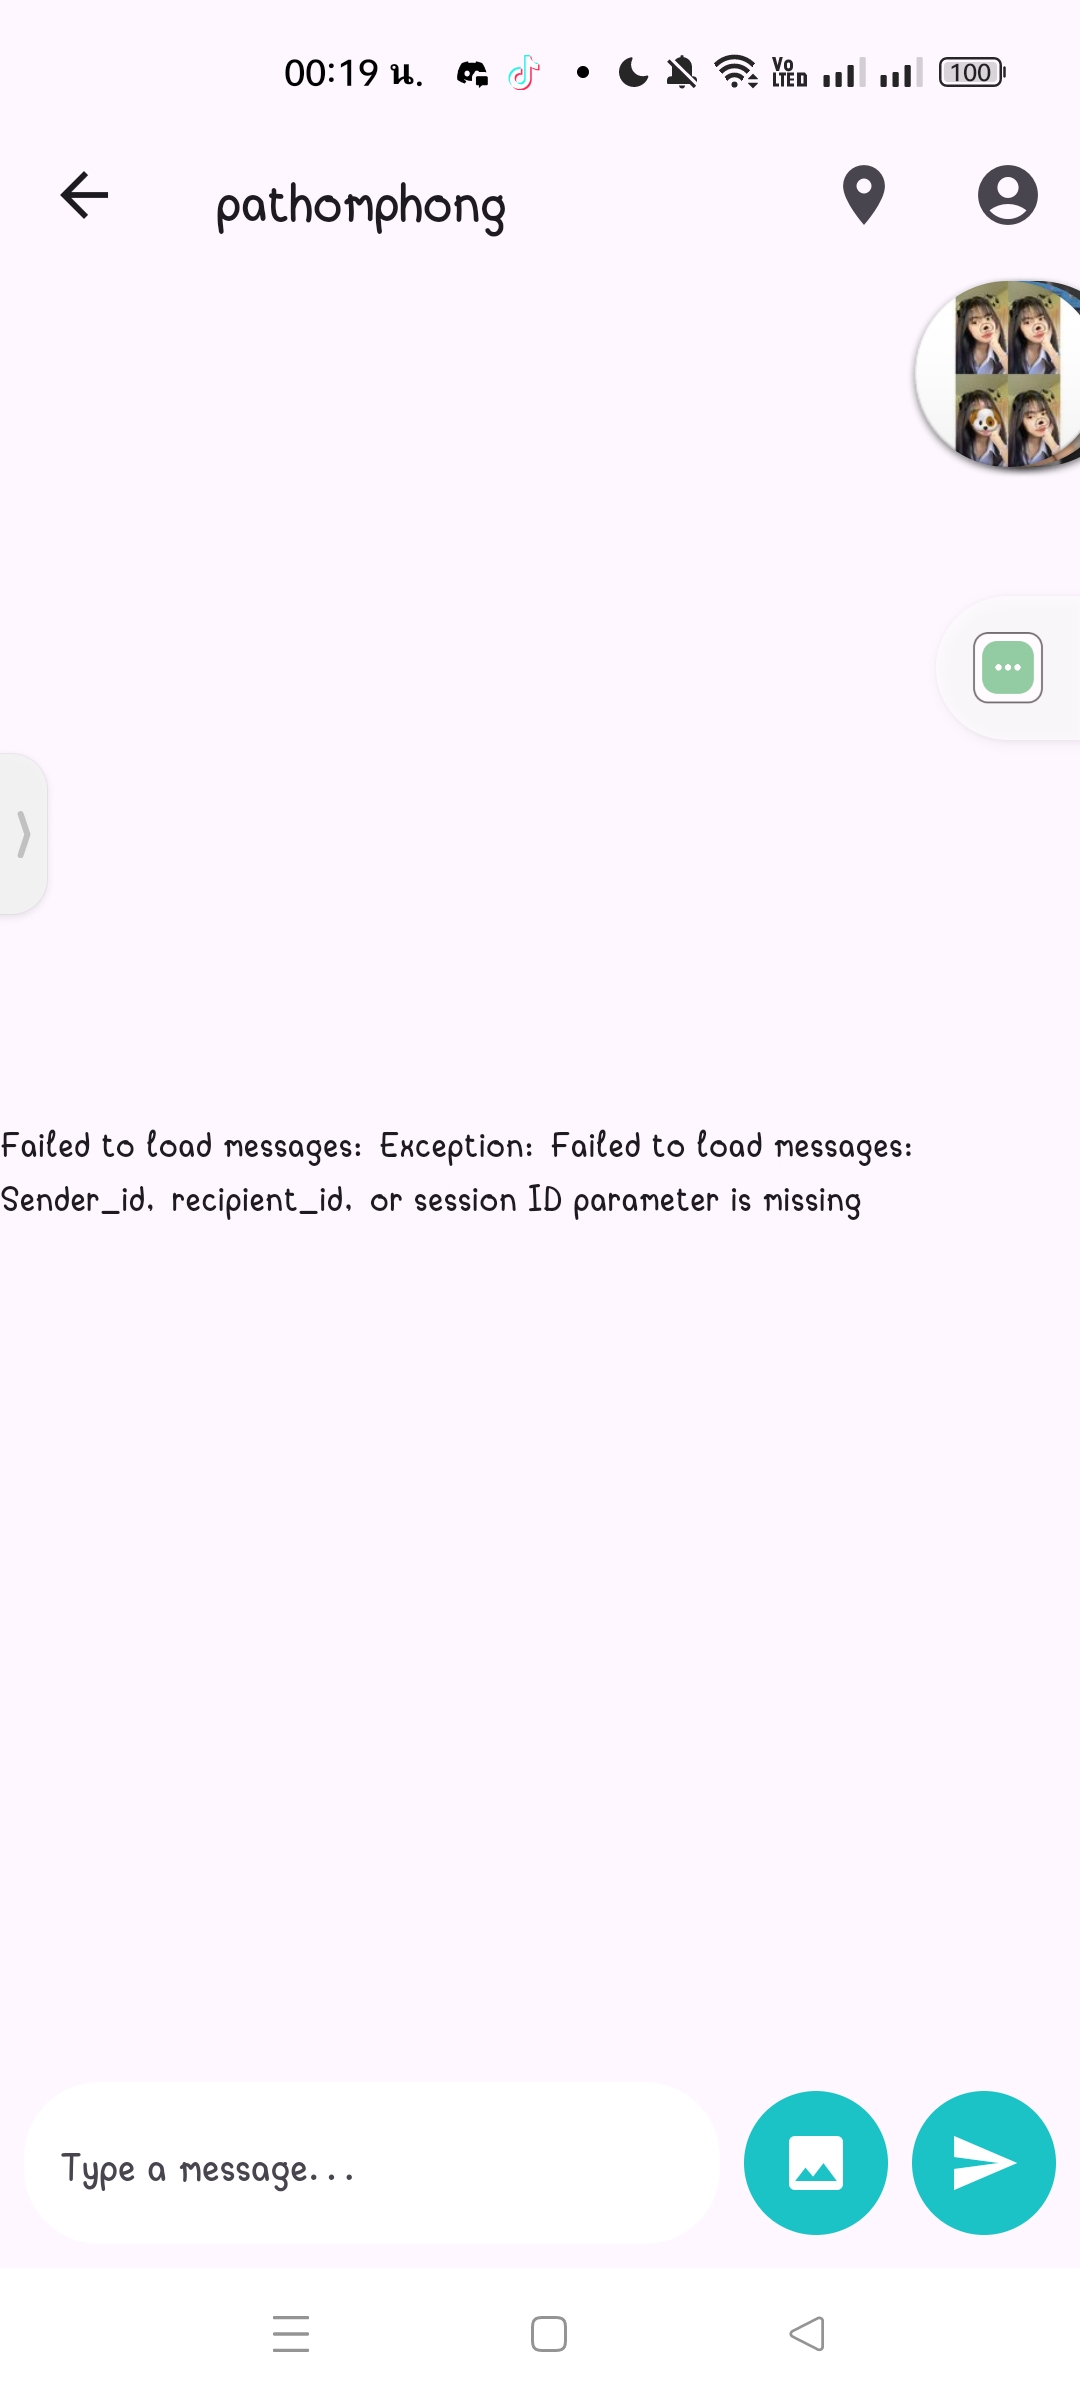 00:19 น.
Vo
LTED
100
pathomphong
Failed to load messages: Exception: Failed to load messages:
Sender_id, recipient_id, or session ID parameter is missing
Type a message...